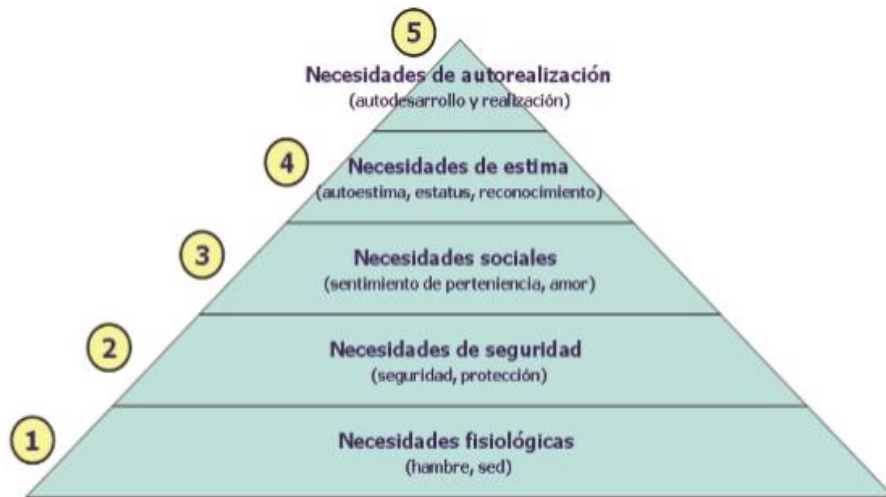 5
Necesidades de autorealización
(autodesarrollo y realización)
4
Necesidades de estima
(autoestima, estatus, reconocimiento)
3
Necesidades sociales
(sentimiento de perteniencia, amor)
2
Necesidades de seguridad
(seguridad, protección)
1
Necesidades fisiológicas
(hambre, sed)